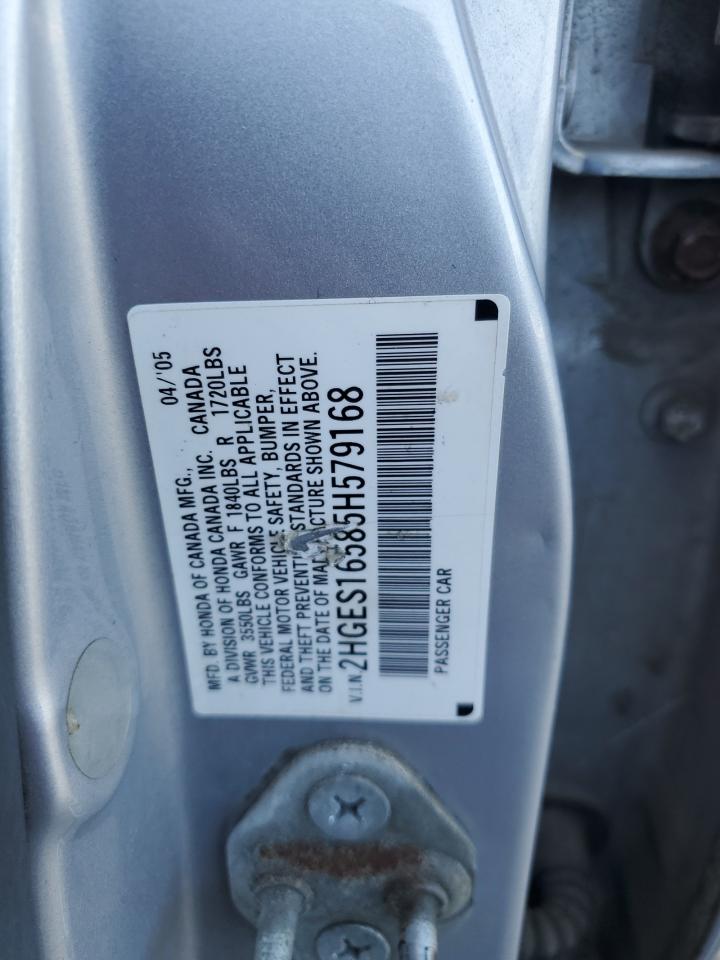 MFD. BY HONDA OF CANADA MFG., 04/'05
A DIVISION OF HONDA CANADA INC. CANADA
GVWR 3550LBS GAWR F 1840LBS R 1720LBS
THIS VEHICLE CONFORMS TO ALL APPLICABLE
FEDERAL MOTOR VEHICLE SAFETY, BUMPER,
AND THEFT PREVENTION STANDARDS IN EFFECT
ON THE DATE OF MANUFACTURE SHOWN ABOVE.
V.I.N. 2HGES16585H579168
PASSENGER CAR